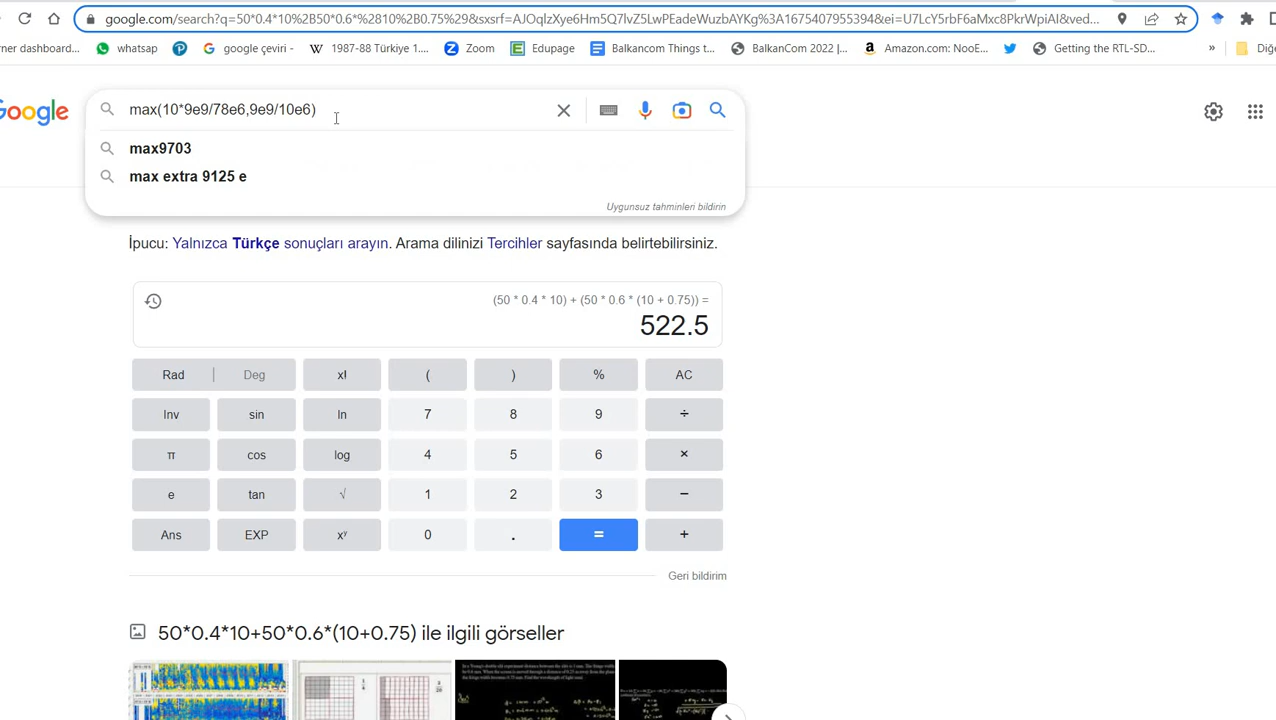 google.com/search?q=50*0.4*10%2B50*0.6*%2810%2B0.75%29&sxsrf=AJOqlzXye6Hm5Q7lvZ5LwPEadeWuzbAYKg%3A1675407955394&ei=U7LcY5rbF6aMxc8PkrWpiAI&ved...
rner dashboard... whatsap google çeviri - 1987-88 Türkiye 1.... Zoom Edupage Balkancom Things t... BalkanCom 2022 |... Amazon.com: NooE... Getting the RTL-SD... » Diğe
Google
max(10*9e9/78e6,9e9/10e6)
max9703
max extra 9125 e
Uygunsuz tahminleri bildirin
İpucu: Yalnızca Türkçe sonuçları arayın. Arama dilinizi Tercihler sayfasında belirtebilirsiniz.
(50 * 0.4 * 10) + (50 * 0.6 * (10 + 0.75)) =
522.5
Rad | Deg x! ( ) % AC
Inv sin ln 7 8 9 ÷
π cos log 4 5 6 ×
e tan √ 1 2 3 −
Ans EXP xʸ 0 . = +
Geri bildirim
50*0.4*10+50*0.6*(10+0.75) ile ilgili görseller